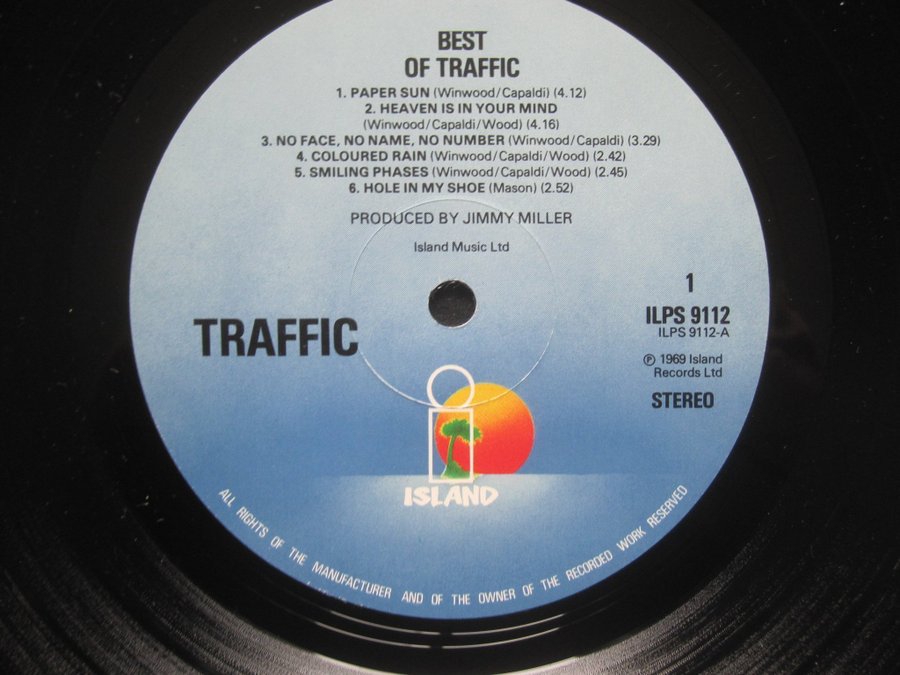 BEST
OF TRAFFIC
1. PAPER SUN (Winwood/Capaldi) (4.12)
2. HEAVEN IS IN YOUR MIND
(Winwood/Capaldi/Wood) (4.16)
3. NO FACE, NO NAME, NO NUMBER (Winwood/Capaldi) (3.29)
4. COLOURED RAIN (Winwood/Capaldi/Wood) (2.42)
5. SMILING PHASES (Winwood/Capaldi/Wood) (2.45)
6. HOLE IN MY SHOE (Mason) (2.52)
PRODUCED BY JIMMY MILLER
Island Music Ltd
1
ILPS 9112
ILPS 9112-A
TRAFFIC
℗ 1969 Island
Records Ltd
STEREO
i
ISLAND
ALL RIGHTS OF THE MANUFACTURER AND OF THE OWNER OF THE RECORDED WORK RESERVED